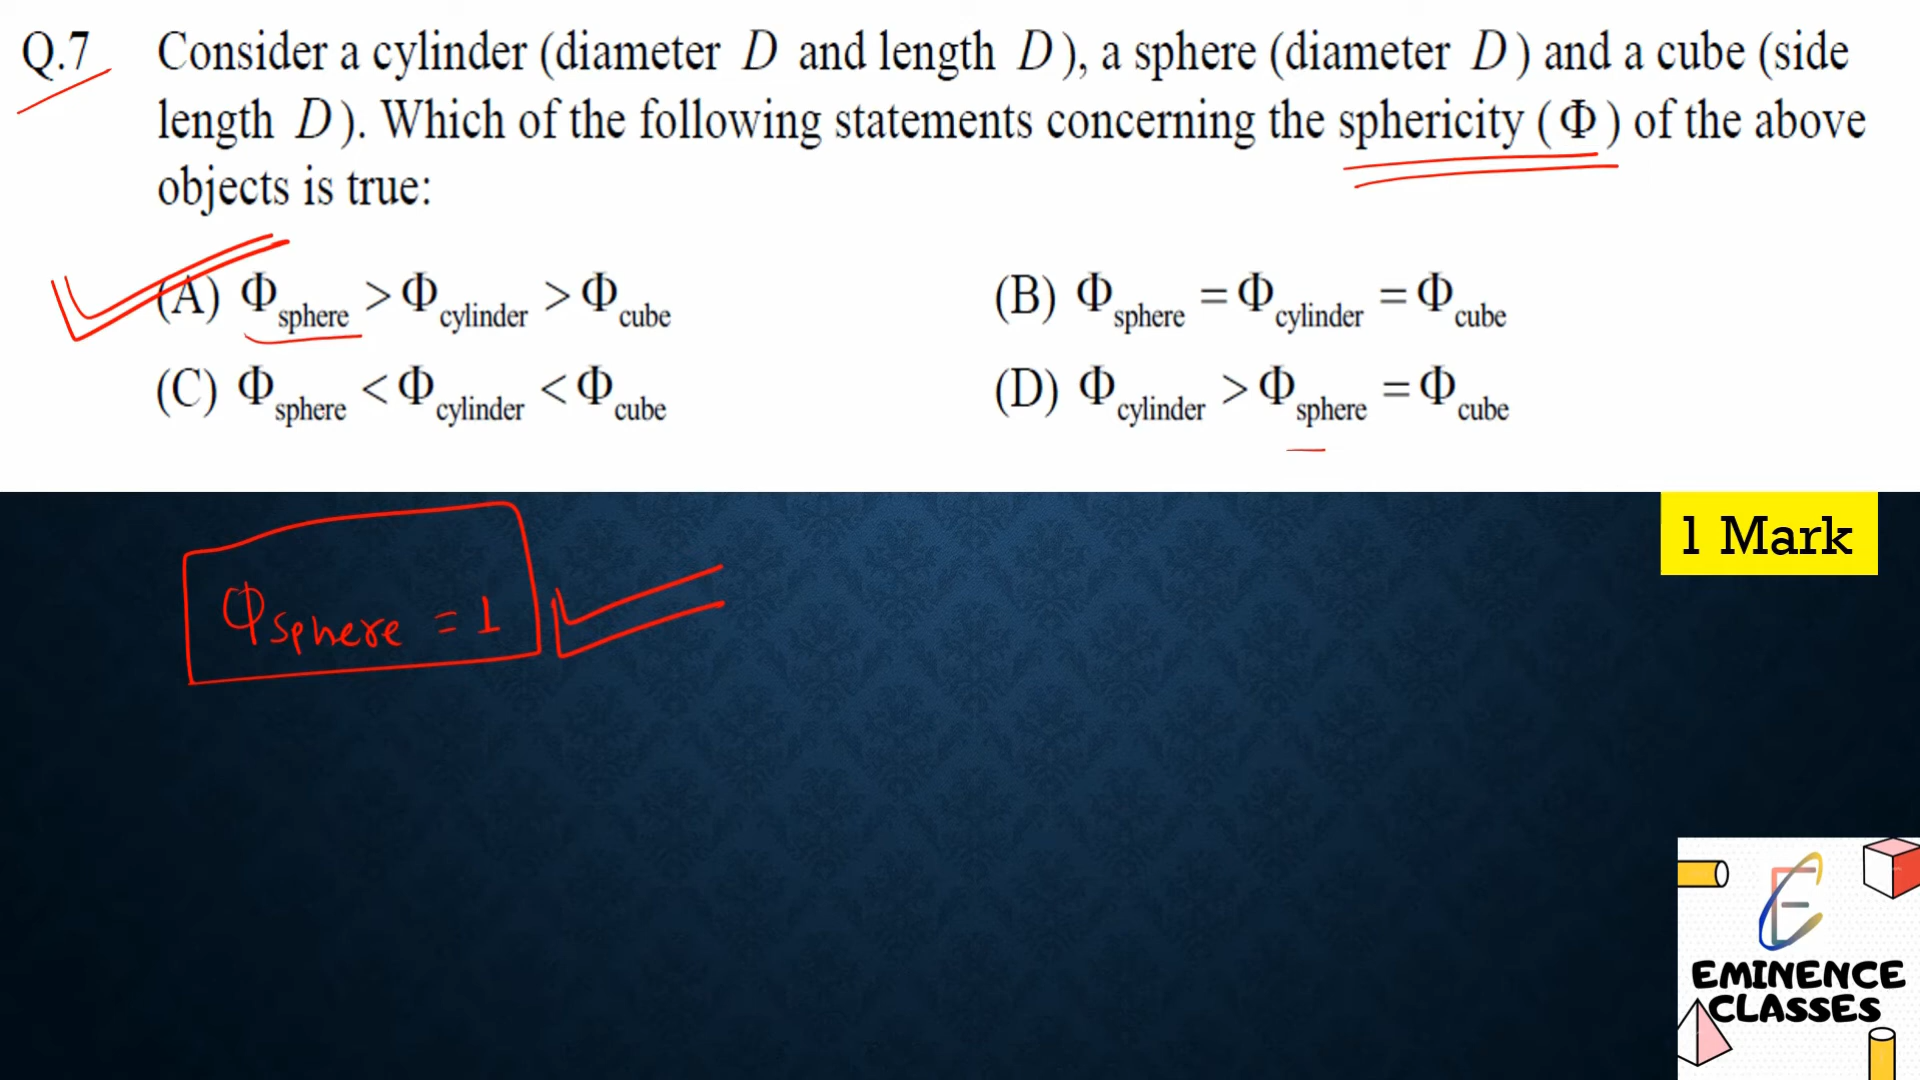 Q.7 Consider a cylinder (diameter D and length D), a sphere (diameter D) and a cube (side
length D). Which of the following statements concerning the sphericity (Φ) of the above
objects is true:
(A) Φsphere > Φcylinder > Φcube
(B) Φsphere = Φcylinder = Φcube
(C) Φsphere < Φcylinder < Φcube
(D) Φcylinder > Φsphere = Φcube
1 Mark
Φsphere = 1
EMINENCE
CLASSES